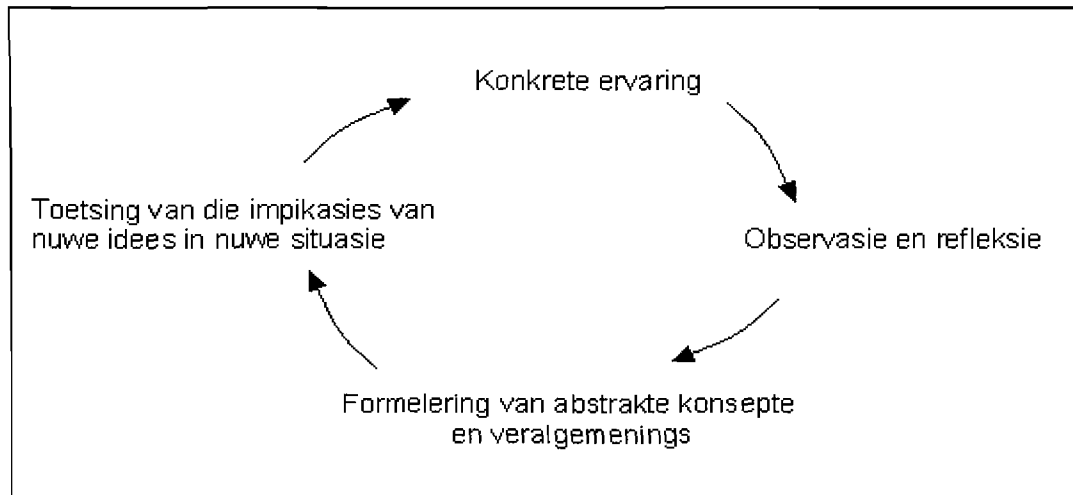 Konkrete ervaring
Observasie en refleksie
Formelering van abstrakte konsepte
en veralgemenings
Toetsing van die impikasies van
nuwe idees in nuwe situasie